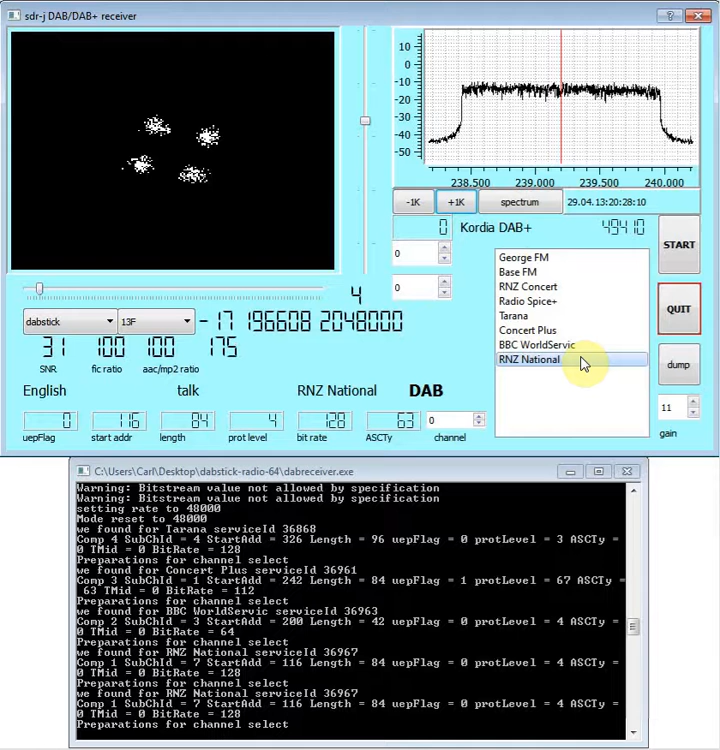 sdr-j DAB/DAB+ receiver
?
10
0
-10
-20
-30
-40
-50
238.500 239.000 239.500 240.000
-1K +1K spectrum 29.04.13:20:28:10
0 Kordia DAB+ 49410
0
0
START
QUIT
dump
11
gain
George FM
Base FM
RNZ Concert
Radio Spice+
Tarana
Concert Plus
BBC WorldServic
RNZ National
4
dabstick 13F -17 196608 2048000
31 100 100 175
SNR fic ratio aac/mp2 ratio
English talk RNZ National DAB
0 116 84 4 128 63 0
uepFlag start addr length prot level bit rate ASCTy channel
C:\Users\Carl\Desktop\dabstick-radio-64\dabreceiver.exe
Warning: Bitstream value not allowed by specification
Warning: Bitstream value not allowed by specification
setting rate to 48000
Mode reset to 48000
we found for Tarana serviceId 36868
Comp 4 SubChId = 4 StartAdd = 326 Length = 96 uepFlag = 0 protLevel = 3 ASCTy =
0 TMid = 0 BitRate = 128
Preparations for channel select
we found for Concert Plus serviceId 36961
Comp 3 SubChId = 1 StartAdd = 242 Length = 84 uepFlag = 1 protLevel = 67 ASCTy =
63 TMid = 0 BitRate = 112
Preparations for channel select
we found for BBC WorldServic serviceId 36963
Comp 2 SubChId = 3 StartAdd = 200 Length = 42 uepFlag = 0 protLevel = 4 ASCTy =
0 TMid = 0 BitRate = 64
Preparations for channel select
we found for RNZ National serviceId 36967
Comp 1 SubChId = 7 StartAdd = 116 Length = 84 uepFlag = 0 protLevel = 4 ASCTy =
0 TMid = 0 BitRate = 128
Preparations for channel select
we found for RNZ National serviceId 36967
Comp 1 SubChId = 7 StartAdd = 116 Length = 84 uepFlag = 0 protLevel = 4 ASCTy =
0 TMid = 0 BitRate = 128
Preparations for channel select